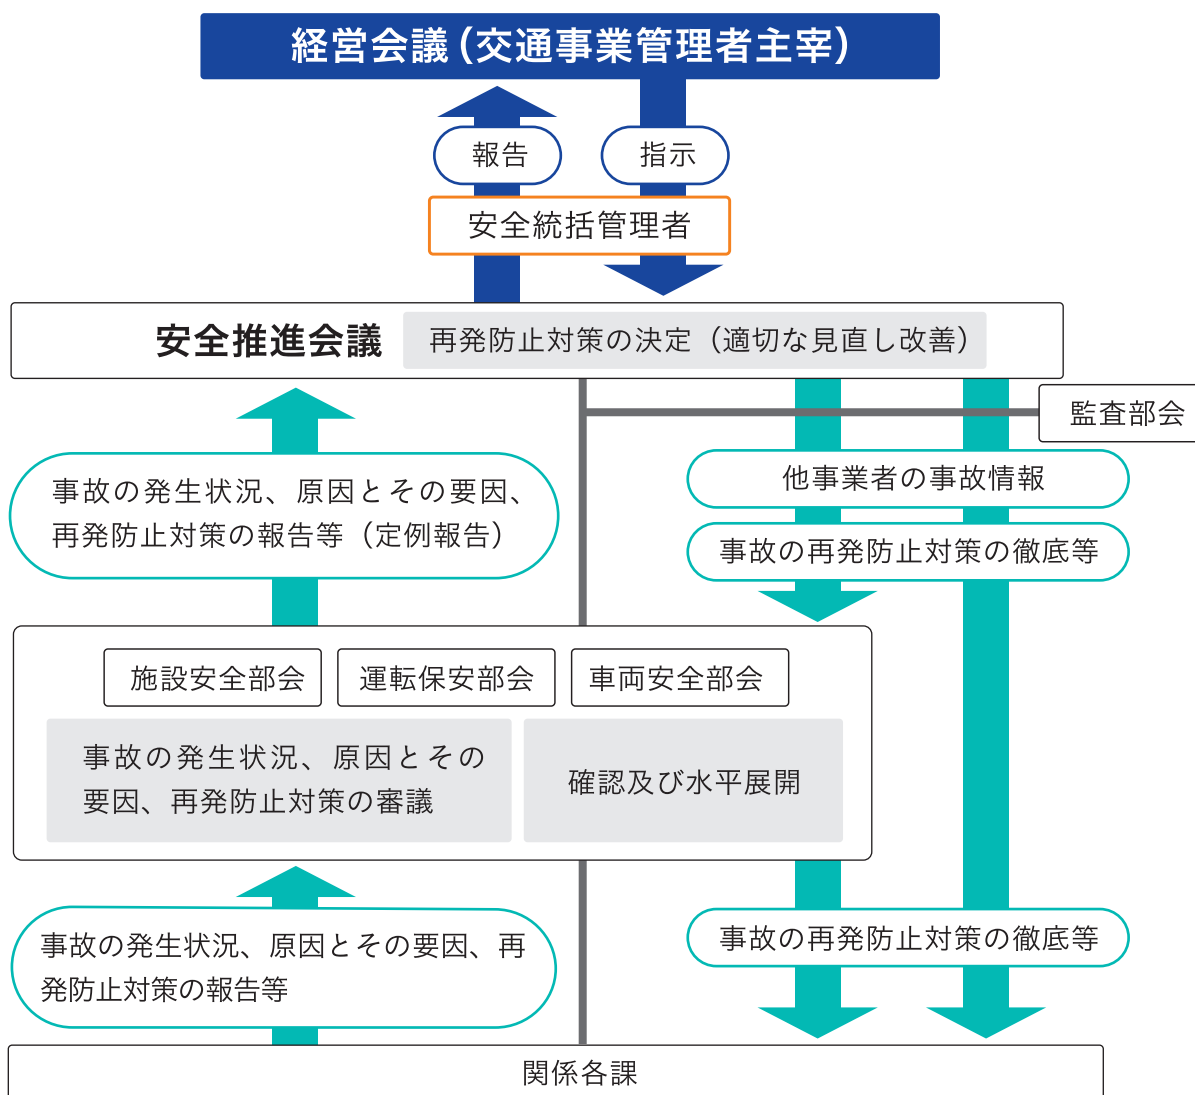 経営会議（交通事業管理者主宰）
報告
指示
安全統括管理者
安全推進会議
再発防止対策の決定（適切な見直し改善）
監査部会
事故の発生状況、原因とその要因、
再発防止対策の報告等（定例報告）
他事業者の事故情報
事故の再発防止対策の徹底等
施設安全部会
運転保安部会
車両安全部会
事故の発生状況、原因とその
要因、再発防止対策の審議
確認及び水平展開
事故の発生状況、原因とその要因、再
発防止対策の報告等
事故の再発防止対策の徹底等
関係各課